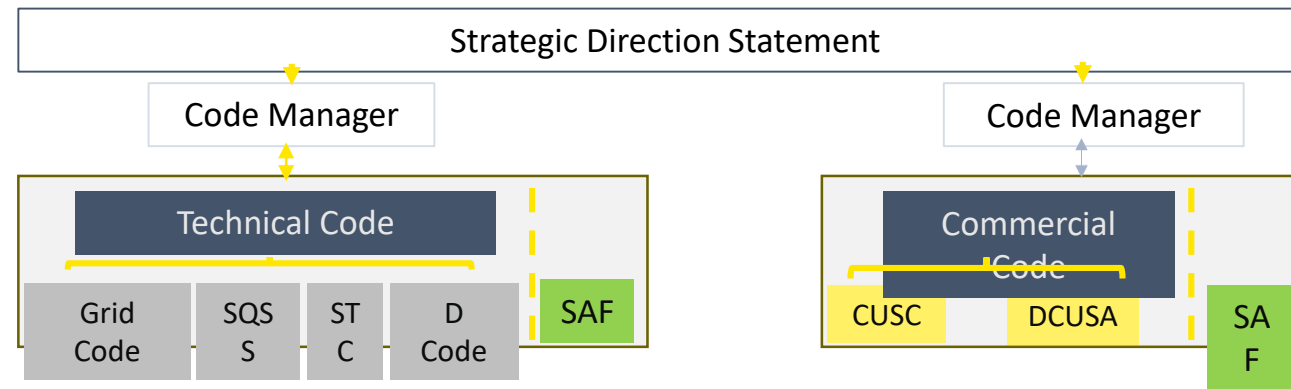 Strategic Direction Statement
Code Manager
Code Manager
Technical Code
Commercial
Code
Grid
Code
SQS
S
ST
C
D
Code
SAF
CUSC
DCUSA
SA
F